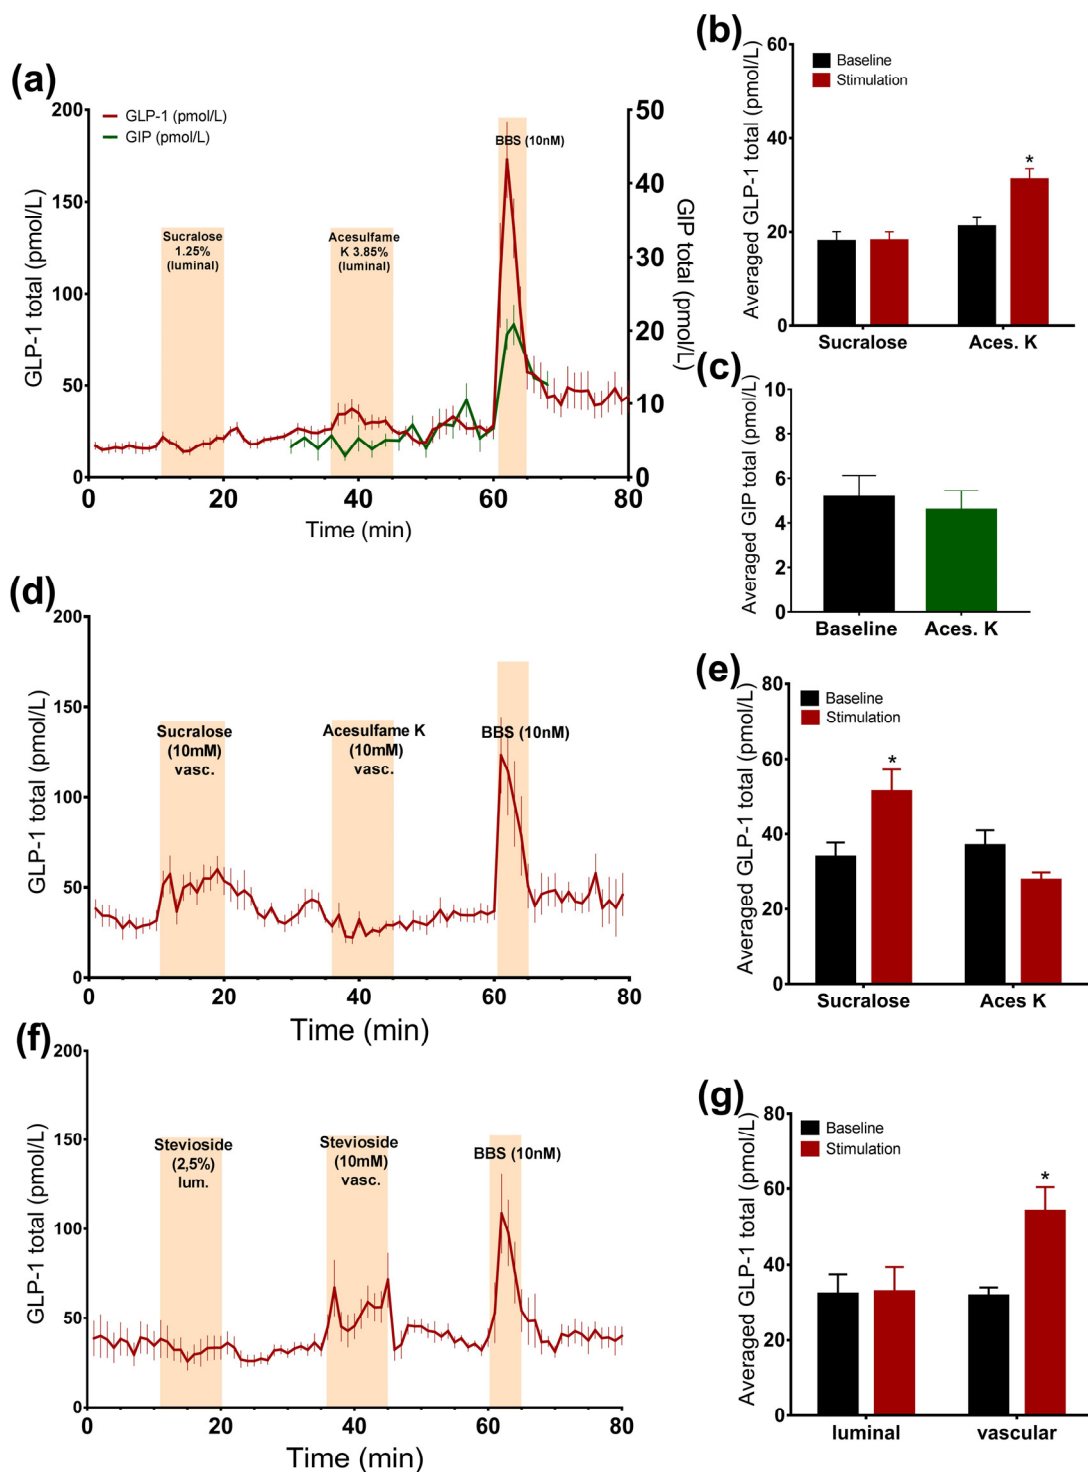 (a)
GLP-1 total (pmol/L)
200
150
100
50
0
GLP-1 (pmol/L)
GIP (pmol/L)
Sucralose
1.25%
(luminal)
Acesulfame
K 3.85%
(luminal)
BBS (10nM)
50
40
30
20
10
0
GIP total (pmol/L)
0
20
40
60
80
Time (min)
(b)
Averaged GLP-1 total (pmol/L)
60
40
20
0
Baseline
Stimulation
*
Sucralose
Aces. K
(c)
Averaged GIP total (pmol/L)
10
8
6
4
2
0
Baseline
Aces. K
(d)
GLP-1 total (pmol/L)
200
150
100
50
0
Sucralose
(10mM)
vasc.
Acesulfame K
(10mM)
vasc.
BBS (10nM)
0
20
40
60
80
Time (min)
(e)
Averaged GLP-1 total (pmol/L)
80
60
40
20
0
Baseline
Stimulation
*
Sucralose
Aces K
(f)
GLP-1 total (pmol/L)
200
150
100
50
0
Stevioside
(2,5%)
lum.
Stevioside
(10mM)
vasc.
BBS (10nM)
0
20
40
60
80
Time (min)
(g)
Averaged GLP-1 total (pmol/L)
80
60
40
20
0
Baseline
Stimulation
*
luminal
vascular